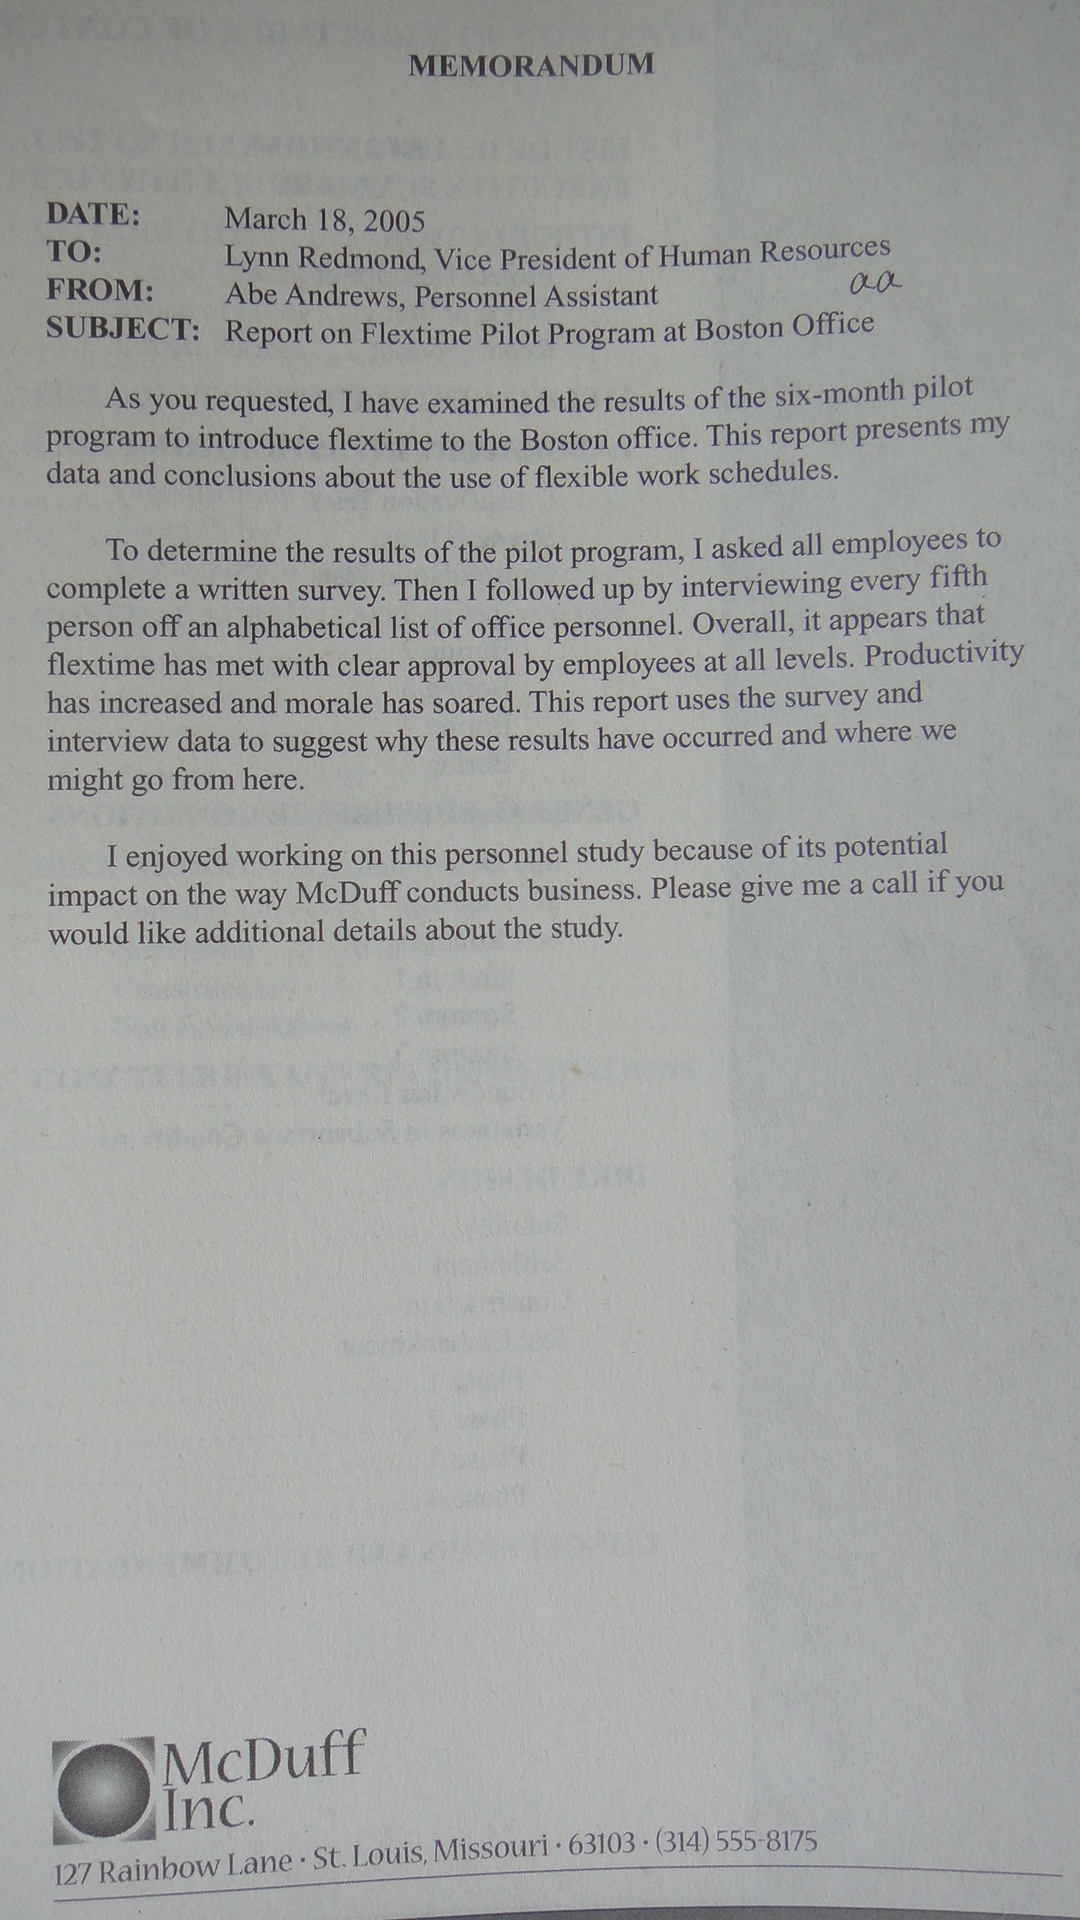 MEMORANDUM
DATE: March 18, 2005
TO: Lynn Redmond, Vice President of Human Resources
FROM: Abe Andrews, Personnel Assistant aa
SUBJECT: Report on Flextime Pilot Program at Boston Office
As you requested, I have examined the results of the six-month pilot
program to introduce flextime to the Boston office. This report presents my
data and conclusions about the use of flexible work schedules.
To determine the results of the pilot program, I asked all employees to
complete a written survey. Then I followed up by interviewing every fifth
person off an alphabetical list of office personnel. Overall, it appears that
flextime has met with clear approval by employees at all levels. Productivity
has increased and morale has soared. This report uses the survey and
interview data to suggest why these results have occurred and where we
might go from here.
I enjoyed working on this personnel study because of its potential
impact on the way McDuff conducts business. Please give me a call if you
would like additional details about the study.
McDuff
Inc.
127 Rainbow Lane · St. Louis, Missouri · 63103 · (314) 555-8175